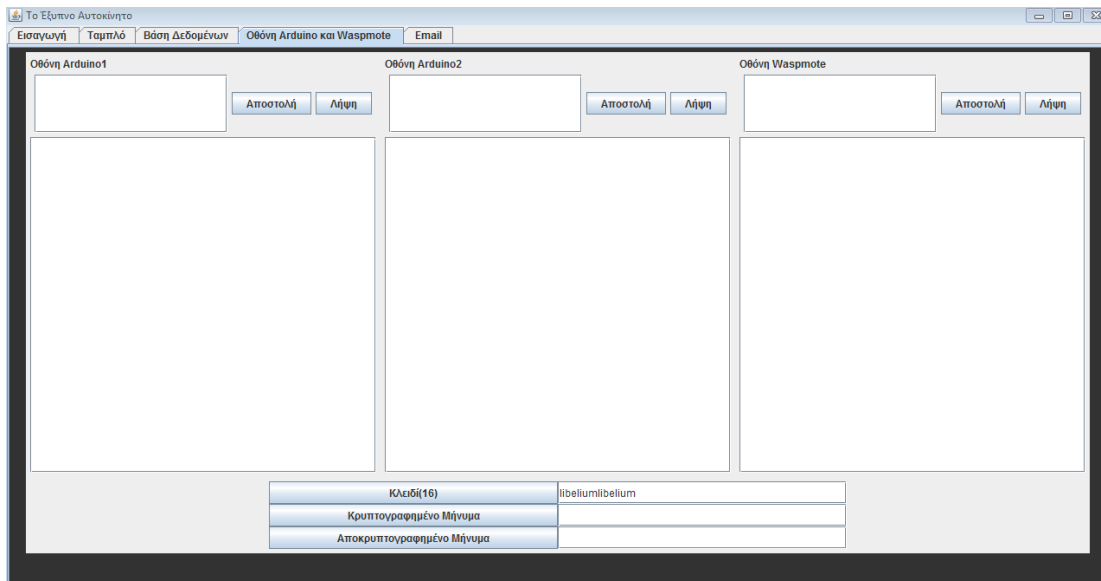 Το Έξυπνο Αυτοκίνητο
Εισαγωγή Ταμπλό Βάση Δεδομένων Οθόνη Arduino και Waspmote Email
Οθόνη Arduino1 Οθόνη Arduino2 Οθόνη Waspmote
Αποστολή Λήψη Αποστολή Λήψη Αποστολή Λήψη
Κλειδί(16) libeliumlibelium
Κρυπτογραφημένο Μήνυμα
Αποκρυπτογραφημένο Μήνυμα